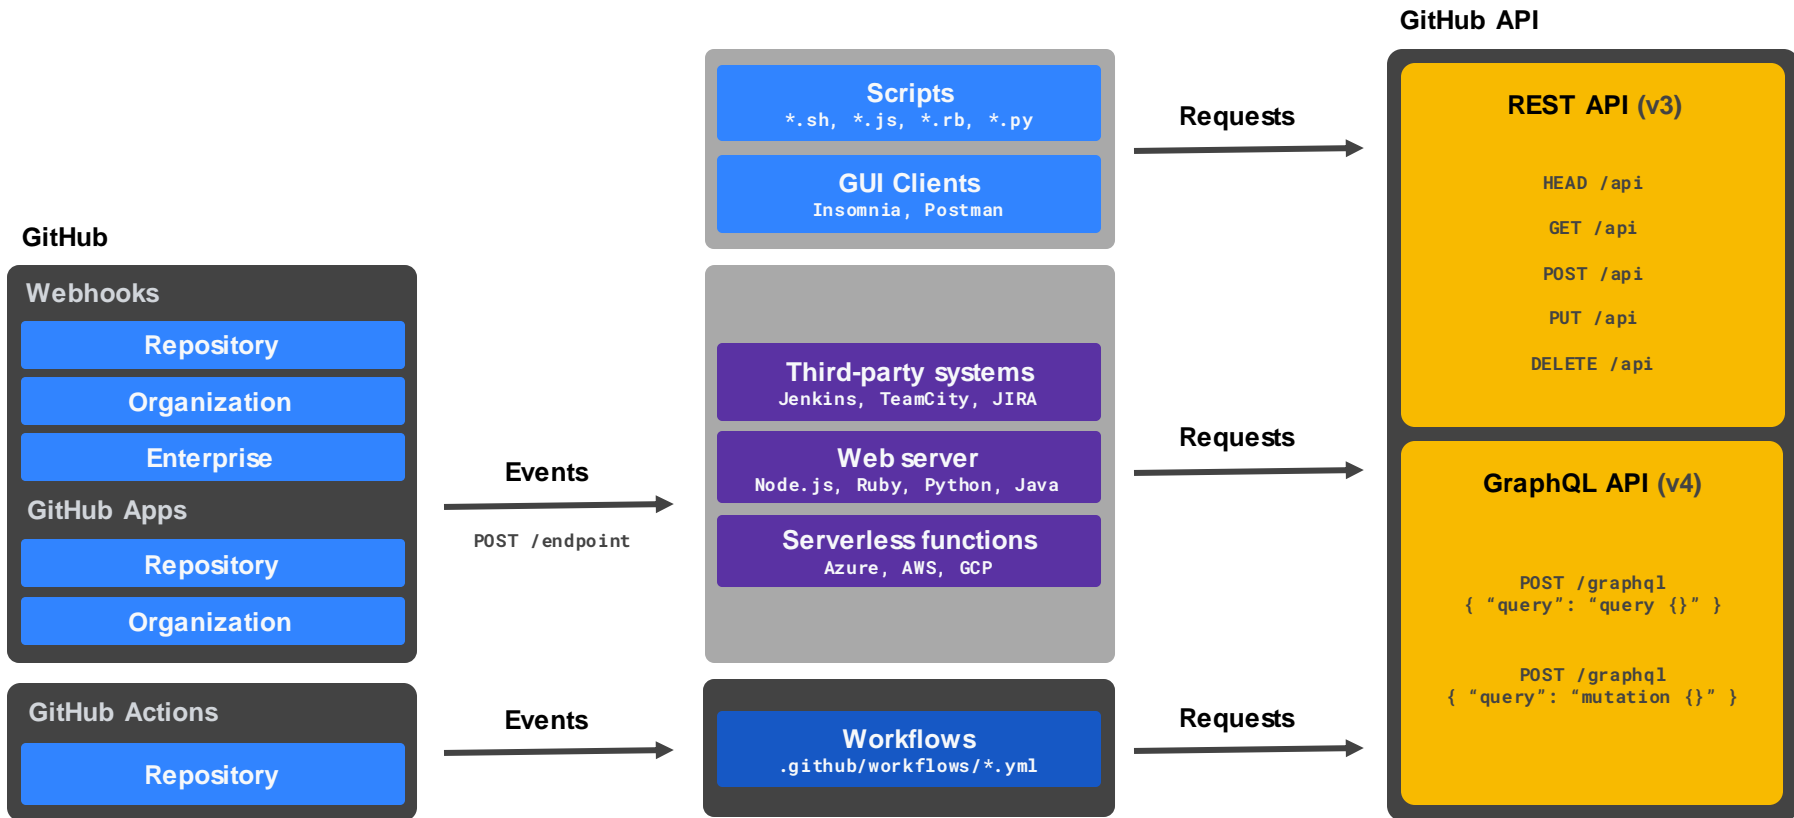 GitHub
Webhooks
Repository
Organization
Enterprise
GitHub Apps
Repository
Organization
GitHub Actions
Repository
Events
POST /endpoint
Events
Scripts
*.sh, *.js, *.rb, *.py
GUI Clients
Insomnia, Postman
Third-party systems
Jenkins, TeamCity, JIRA
Web server
Node.js, Ruby, Python, Java
Serverless functions
Azure, AWS, GCP
Workflows
.github/workflows/*.yml
Requests
Requests
Requests
GitHub API
REST API (v3)
HEAD /api
GET /api
POST /api
PUT /api
DELETE /api
GraphQL API (v4)
POST /graphql
{ “query”: “query {}” }
POST /graphql
{ “query”: “mutation {}” }